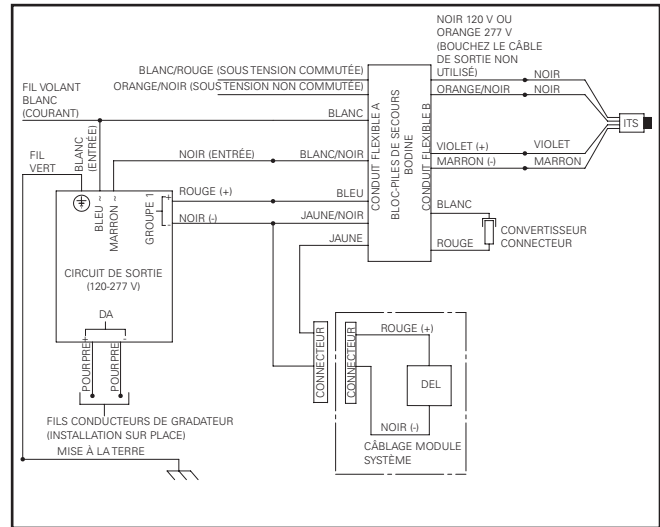 NOIR 120 V OU
ORANGE 277 V
(BOUCHEZ LE CÂBLE
DE SORTIE NON
UTILISÉ)
BLANC/ROUGE (SOUS TENSION COMMUTÉE)
ORANGE/NOIR (SOUS TENSION NON COMMUTÉE)
FIL VOLANT
BLANC
(COURANT)
BLANC
FIL
VERT
BLANC
(ENTRÉE)
NOIR (ENTRÉE)
BLANC/NOIR
ROUGE (+)
BLEU
NOIR (-)
JAUNE/NOIR
JAUNE
BLEU ~
MARRON ~
GROUPE 1
+
-
CIRCUIT DE SORTIE
(120-277 V)
DA
+
-
POURPRE
POURPRE
FILS CONDUCTEURS DE GRADATEUR
(INSTALLATION SUR PLACE)
MISE À LA TERRE
CONDUIT FLEXIBLE A
BLOC-PILES DE SECOURS
BODINE
CONDUIT FLEXIBLE B
NOIR
ORANGE/NOIR
NOIR
ITS
VIOLET (+)
VIOLET
MARRON (-)
MARRON
BLANC
CONVERTISSEUR
CONNECTEUR
ROUGE
CONNECTEUR
CONNECTEUR
ROUGE (+)
DEL
NOIR (-)
CÂBLAGE MODULE
SYSTÈME